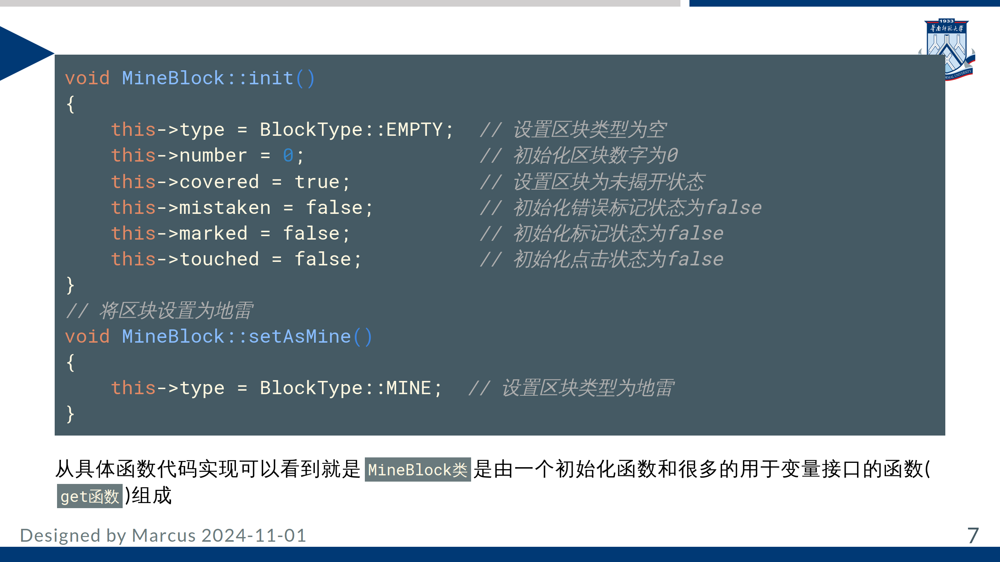 1933
华南师范大学
ORMAL UNIVERSITY
void MineBlock::init()
{
    this->type = BlockType::EMPTY;  // 设置区块类型为空
    this->number = 0;               // 初始化区块数字为0
    this->covered = true;           // 设置区块为未揭开状态
    this->mistaken = false;         // 初始化错误标记状态为false
    this->marked = false;           // 初始化标记状态为false
    this->touched = false;          // 初始化点击状态为false
}
// 将区块设置为地雷
void MineBlock::setAsMine()
{
    this->type = BlockType::MINE;  // 设置区块类型为地雷
}
从具体函数代码实现可以看到就是 MineBlock类 是由一个初始化函数和很多的用于变量接口的函数(
get函数 )组成
Designed by Marcus 2024-11-01
7